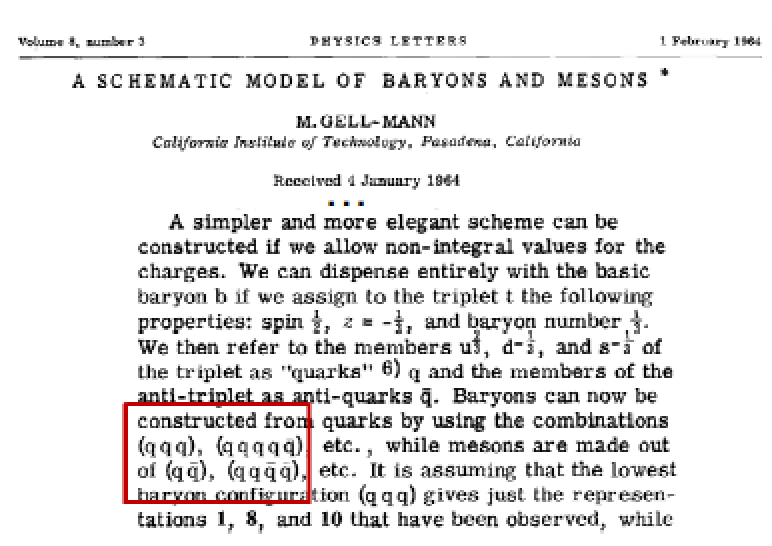 Volume 8, number 3 PHYSICS LETTERS 1 February 1964
A SCHEMATIC MODEL OF BARYONS AND MESONS *
M. GELL-MANN
California Institute of Technology, Pasadena, California
Received 4 January 1964
• • •
A simpler and more elegant scheme can be
constructed if we allow non-integral values for the
charges. We can dispense entirely with the basic
baryon b if we assign to the triplet t the following
properties: spin ½, z = -⅓, and baryon number ⅓.
We then refer to the members u⅔, d-⅓, and s-⅓ of
the triplet as "quarks" 6) q and the members of the
anti-triplet as anti-quarks q̄. Baryons can now be
constructed from quarks by using the combinations
(q q q), (q q q q q̄), etc., while mesons are made out
of (q q̄), (q q q̄ q̄), etc. It is assuming that the lowest
baryon configuration (q q q) gives just the represen-
tations 1, 8, and 10 that have been observed, while